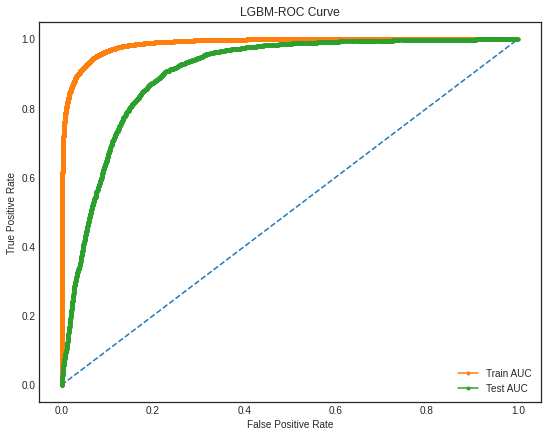 LGBM-ROC Curve
True Positive Rate
1.0
0.8
0.6
0.4
0.2
0.0
0.0 0.2 0.4 0.6 0.8 1.0
False Positive Rate
Train AUC
Test AUC